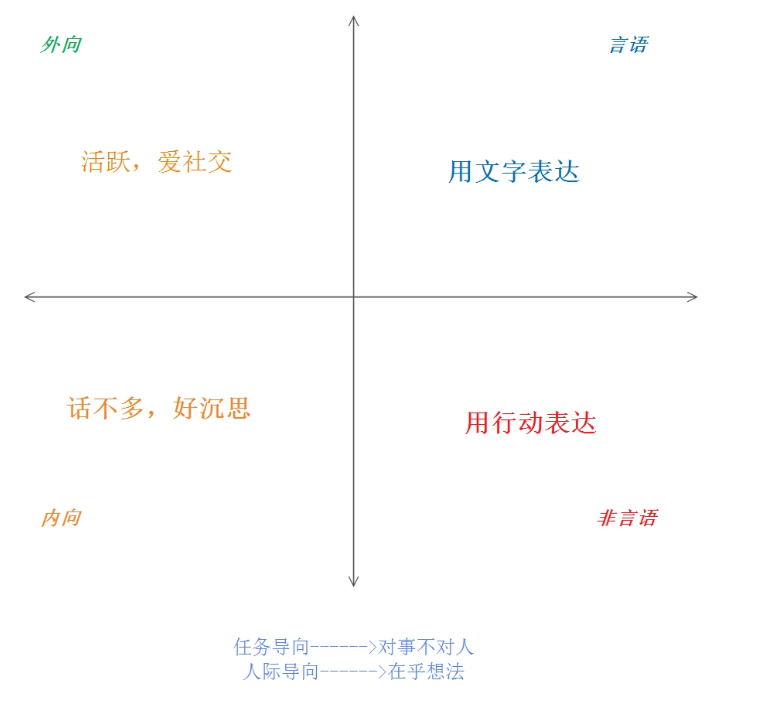 外向
言语
活跃，爱社交
用文字表达
话不多，好沉思
用行动表达
内向
非言语
任务导向------>对事不对人
人际导向------>在乎想法